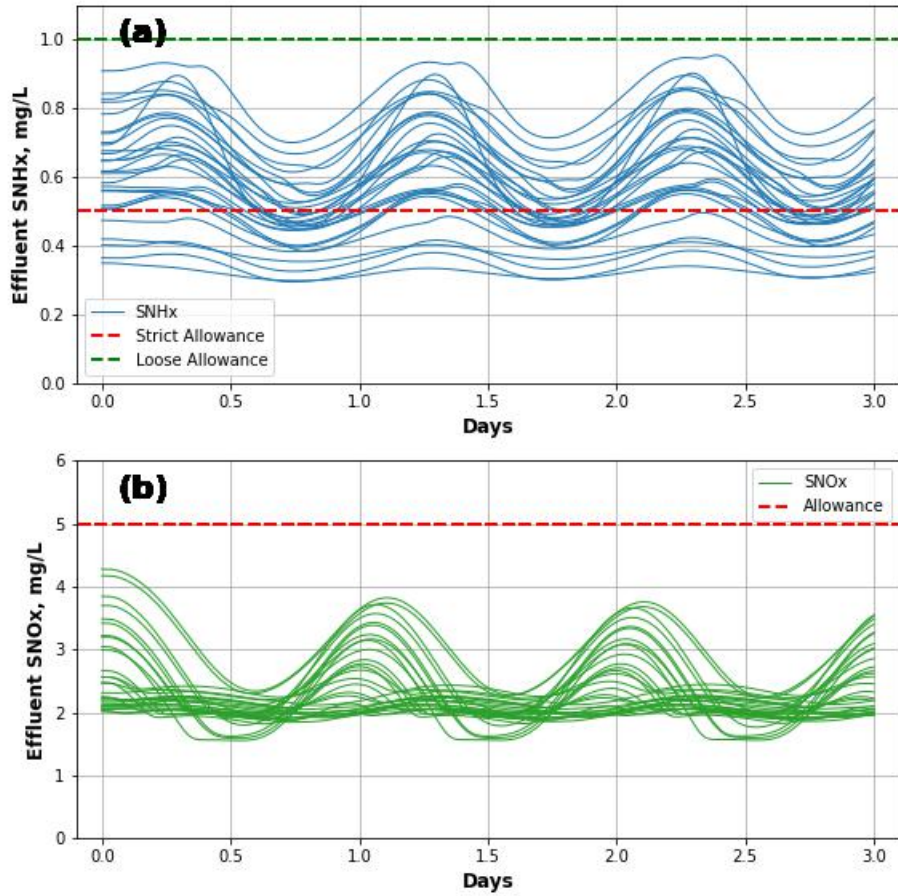 (a)
Effluent SNHx, mg/L
1.0
0.8
0.6
0.4
0.2
0.0
SNHx
Strict Allowance
Loose Allowance
0.0 0.5 1.0 1.5 2.0 2.5 3.0
Days
(b)
Effluent SNOx, mg/L
6
5
4
3
2
1
0
SNOx
Allowance
0.0 0.5 1.0 1.5 2.0 2.5 3.0
Days